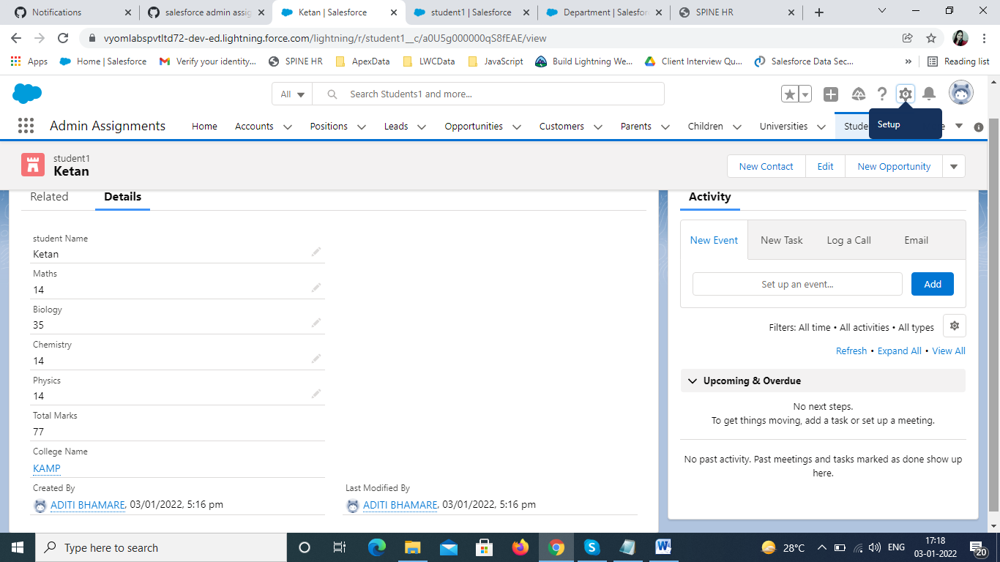 Notifications
salesforce admin assig
Ketan | Salesforce
student1 | Salesforce
Department | Salesfor
SPINE HR
vyomlabspvtltd72-dev-ed.lightning.force.com/lightning/r/student1__c/a0U5g000000qS8fEAE/view
Apps
Home | Salesforce
Verify your identity...
SPINE HR
ApexData
LWCData
JavaScript
Build Lightning We...
Client Interview Qu...
Salesforce Data Sec...
»
Reading list
All
Search Students1 and more...
Setup
Admin Assignments
Home
Accounts
Positions
Leads
Opportunities
Customers
Parents
Children
Universities
Stude
e
student1
Ketan
New Contact
Edit
New Opportunity
Related
Details
student Name
Ketan
Maths
14
Biology
35
Chemistry
14
Physics
14
Total Marks
77
College Name
KAMP
Created By
ADITI BHAMARE, 03/01/2022, 5:16 pm
Last Modified By
ADITI BHAMARE, 03/01/2022, 5:16 pm
Activity
New Event
New Task
Log a Call
Email
Set up an event...
Add
Filters: All time • All activities • All types
Refresh • Expand All • View All
Upcoming & Overdue
No next steps.
To get things moving, add a task or set up a meeting.
No past activity. Past meetings and tasks marked as done show up
here.
Type here to search
28°C
ENG
17:18
03-01-2022
20